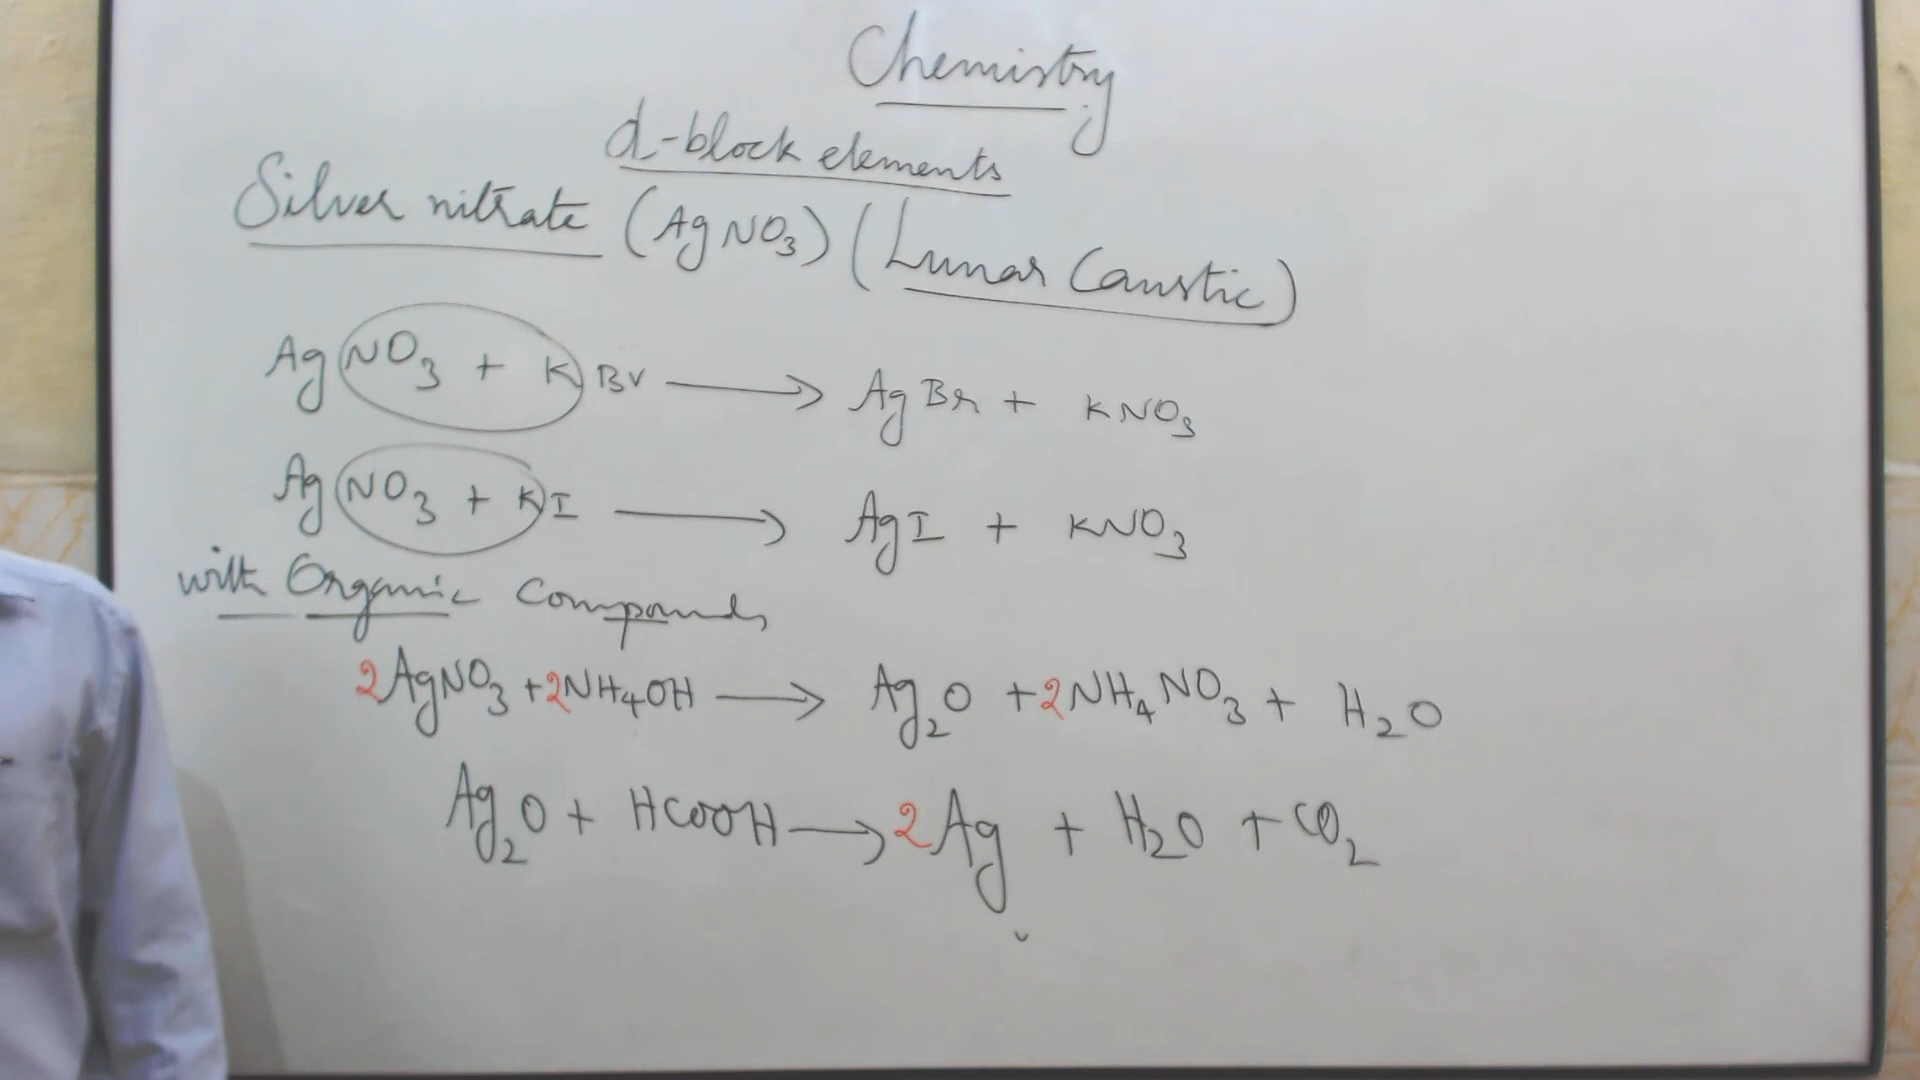 Chemistry
d-block elements
Silver nitrate (AgNO₃) (Lunar Caustic)
AgNO₃ + KBr ⟶ AgBr + KNO₃
AgNO₃ + KI ⟶ AgI + KNO₃
with Organic Compounds
2AgNO₃ + 2NH₄OH ⟶ Ag₂O + 2NH₄NO₃ + H₂O
Ag₂O + HCOOH ⟶ 2Ag + H₂O + CO₂